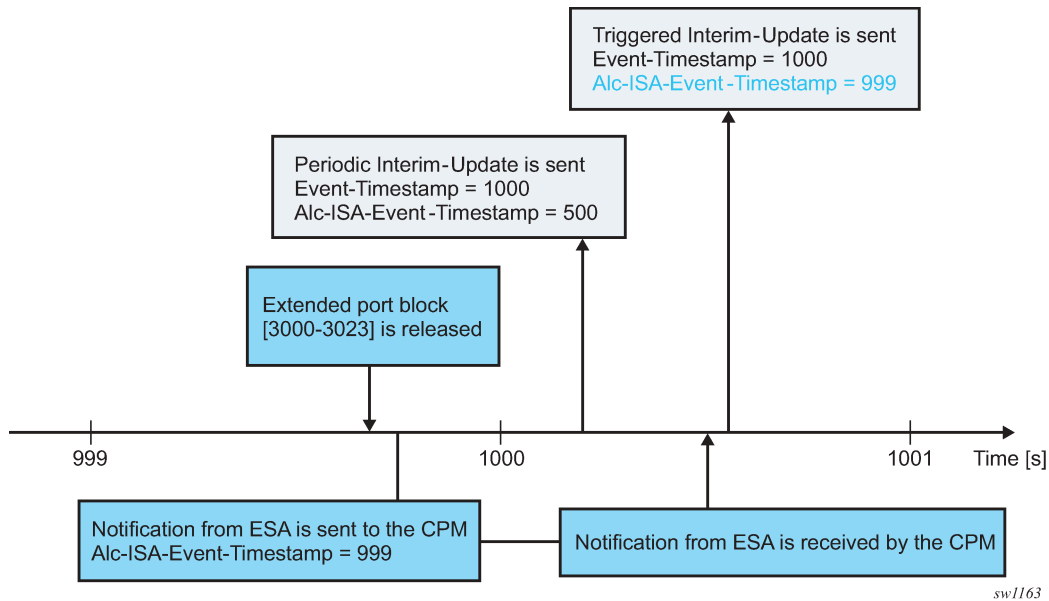 Triggered Interim-Update is sent
Event-Timestamp = 1000
Alc-ISA-Event-Timestamp = 999
Periodic Interim-Update is sent
Event-Timestamp = 1000
Alc-ISA-Event-Timestamp = 500
Extended port block
[3000-3023] is released
999
1000
1001
Time [s]
Notification from ESA is sent to the CPM
Alc-ISA-Event-Timestamp = 999
Notification from ESA is received by the CPM
sw1163